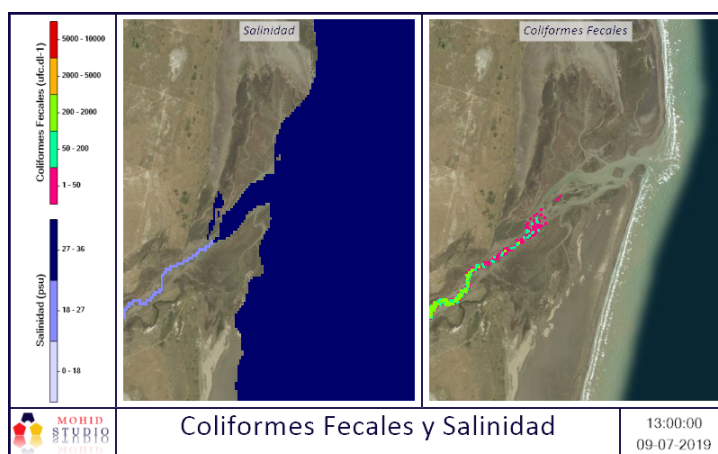 Coliformes Fecales (ufc.dl-1)
5000 - 10000
2000 - 5000
200 - 2000
50 - 200
1 - 50
Salinidad (psu)
27 - 36
18 - 27
0 - 18
Salinidad
Coliformes Fecales
MOHID
STUDIO
Coliformes Fecales y Salinidad
13:00:00
09-07-2019